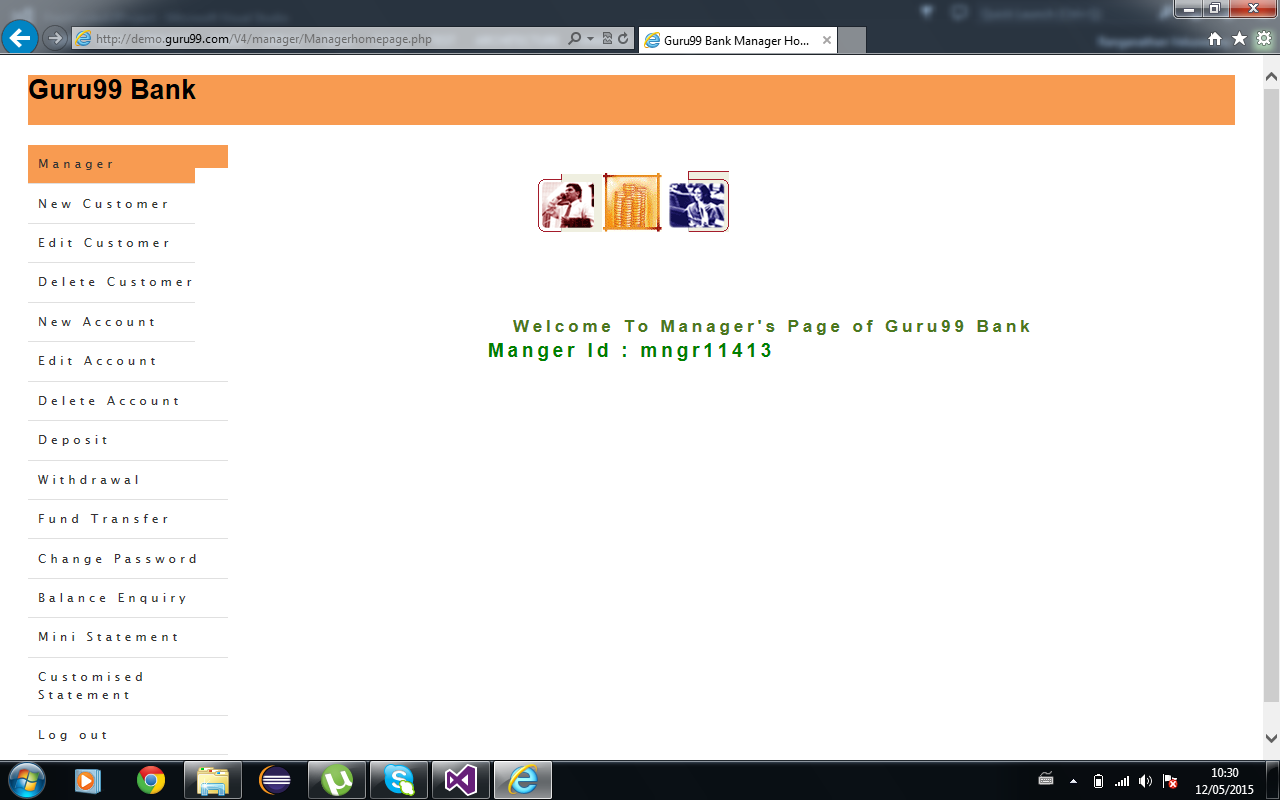 http://demo.guru99.com/V4/manager/Managerhomepage.php
Guru99 Bank Manager Ho...
Guru99 Bank
Manager
New Customer
Edit Customer
Delete Customer
New Account
Edit Account
Delete Account
Deposit
Withdrawal
Fund Transfer
Change Password
Balance Enquiry
Mini Statement
Customised
Statement
Log out
Welcome To Manager's Page of Guru99 Bank
Manger Id : mngr11413
10:30
12/05/2015